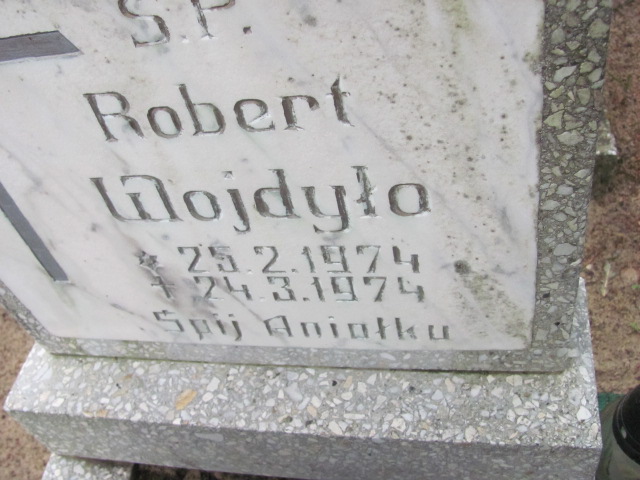 Ś.P.
Robert
Wojdyło
* 25.2.1974
+ 24.3.1974
Śpij Aniołku